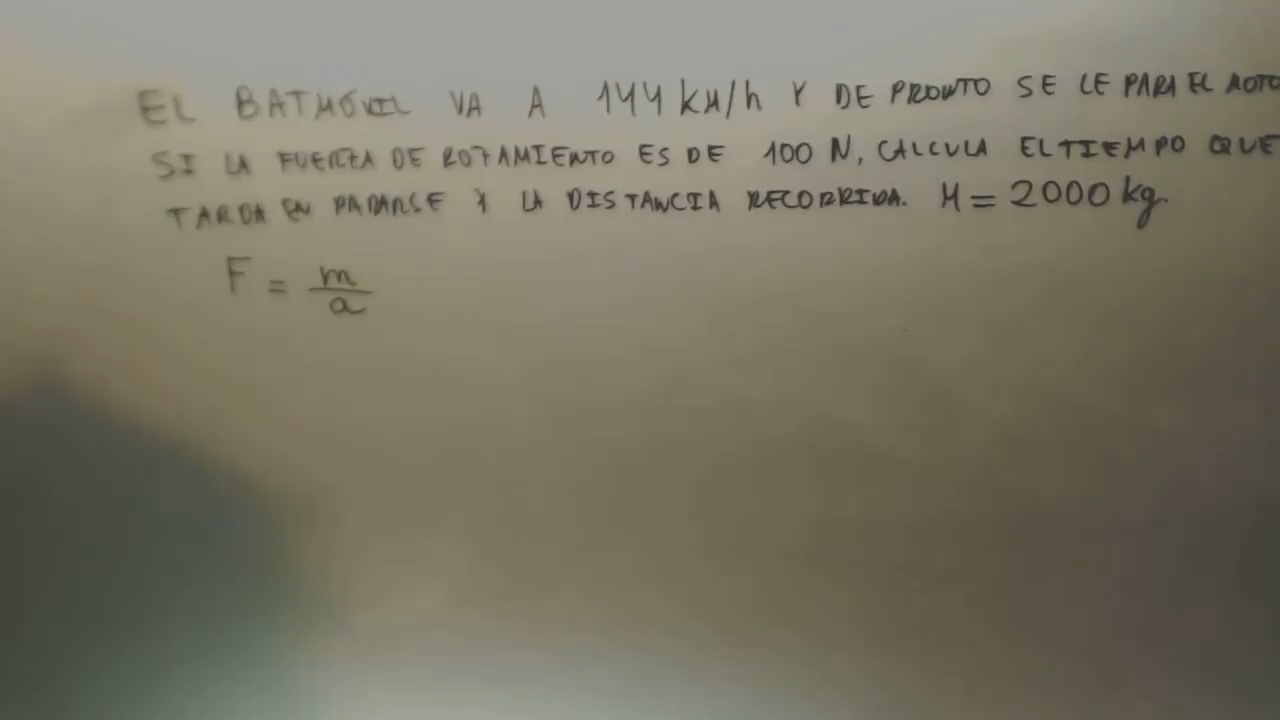 EL BATMÓVIL VA A 144 km/h Y DE PRONTO SE LE PARA EL MOTO
SI LA FUERZA DE ROZAMIENTO ES DE 100 N, CALCULA EL TIEMPO QUE
TARDA EN PARARSE Y LA DISTANCIA RECORRIDA. M = 2000 kg.
F = m/a